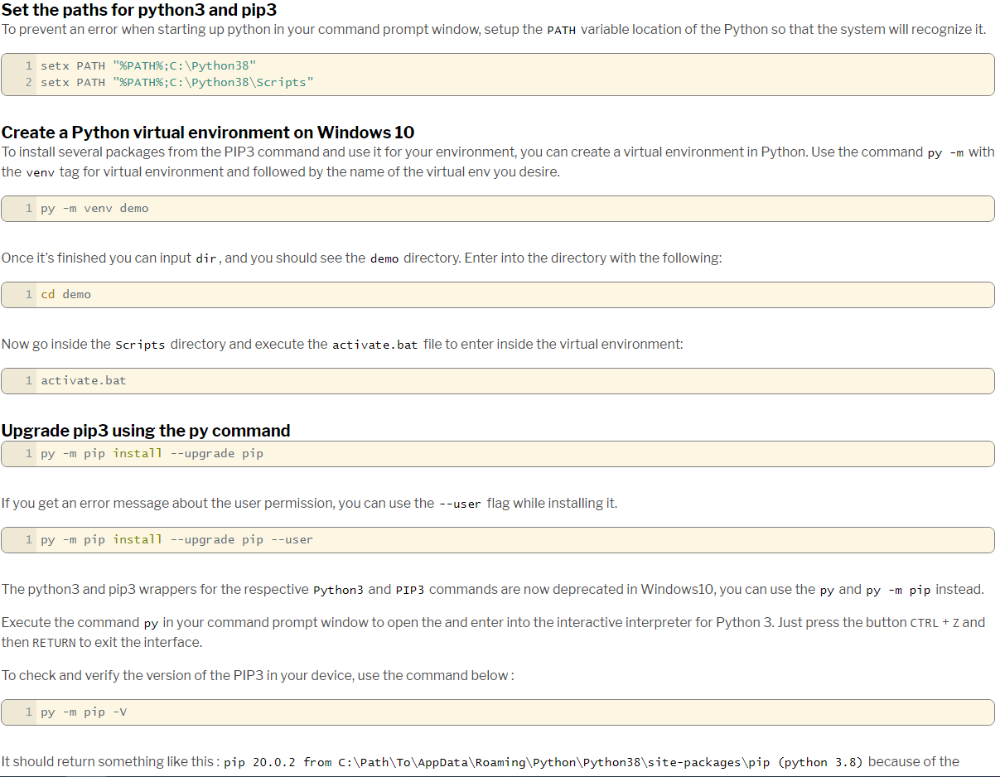 Set the paths for python3 and pip3
To prevent an error when starting up python in your command prompt window, setup the PATH variable location of the Python so that the system will recognize it.
1 setx PATH "%PATH%;C:\Python38"
2 setx PATH "%PATH%;C:\Python38\Scripts"
Create a Python virtual environment on Windows 10
To install several packages from the PIP3 command and use it for your environment, you can create a virtual environment in Python. Use the command py -m with
the venv tag for virtual environment and followed by the name of the virtual env you desire.
1 py -m venv demo
Once it's finished you can input dir, and you should see the demo directory. Enter into the directory with the following:
1 cd demo
Now go inside the Scripts directory and execute the activate.bat file to enter inside the virtual environment:
1 activate.bat
Upgrade pip3 using the py command
1 py -m pip install --upgrade pip
If you get an error message about the user permission, you can use the --user flag while installing it.
1 py -m pip install --upgrade pip --user
The python3 and pip3 wrappers for the respective Python3 and PIP3 commands are now deprecated in Windows10, you can use the py and py -m pip instead.
Execute the command py in your command prompt window to open the and enter into the interactive interpreter for Python 3. Just press the button CTRL + Z and
then RETURN to exit the interface.
To check and verify the version of the PIP3 in your device, use the command below :
1 py -m pip -V
It should return something like this : pip 20.0.2 from C:\Path\To\AppData\Roaming\Python\Python38\site-packages\pip (python 3.8) because of the